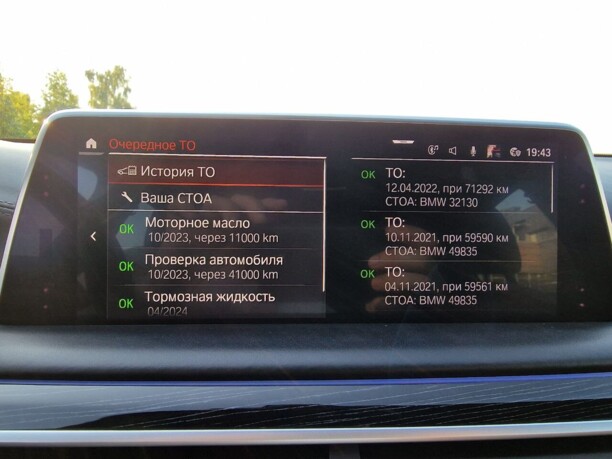 Очередное ТО
19:43
История ТО
Ваша СТОА
OK Моторное масло
10/2023, через 11000 km
OK Проверка автомобиля
10/2023, через 41000 km
OK Тормозная жидкость
04/2024
OK ТО:
12.04.2022, при 71292 км
СТОА: BMW 32130
OK ТО:
10.11.2021, при 59590 км
СТОА: BMW 49835
OK ТО:
04.11.2021, при 59561 км
СТОА: BMW 49835